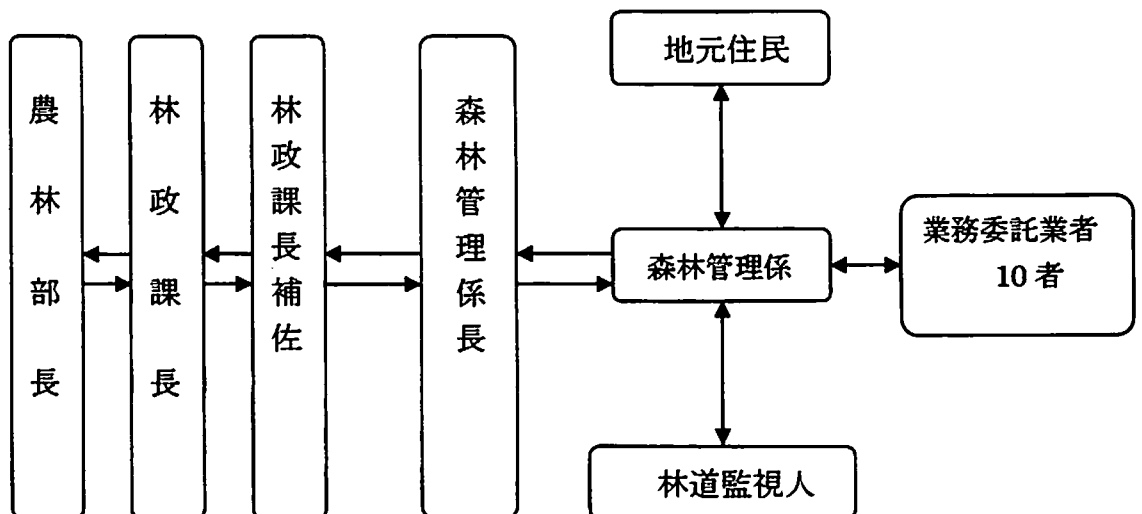 農林部長
林政課長
林政課長補佐
森林管理係長
地元住民
森林管理係
業務委託業者
10者
林道監視人